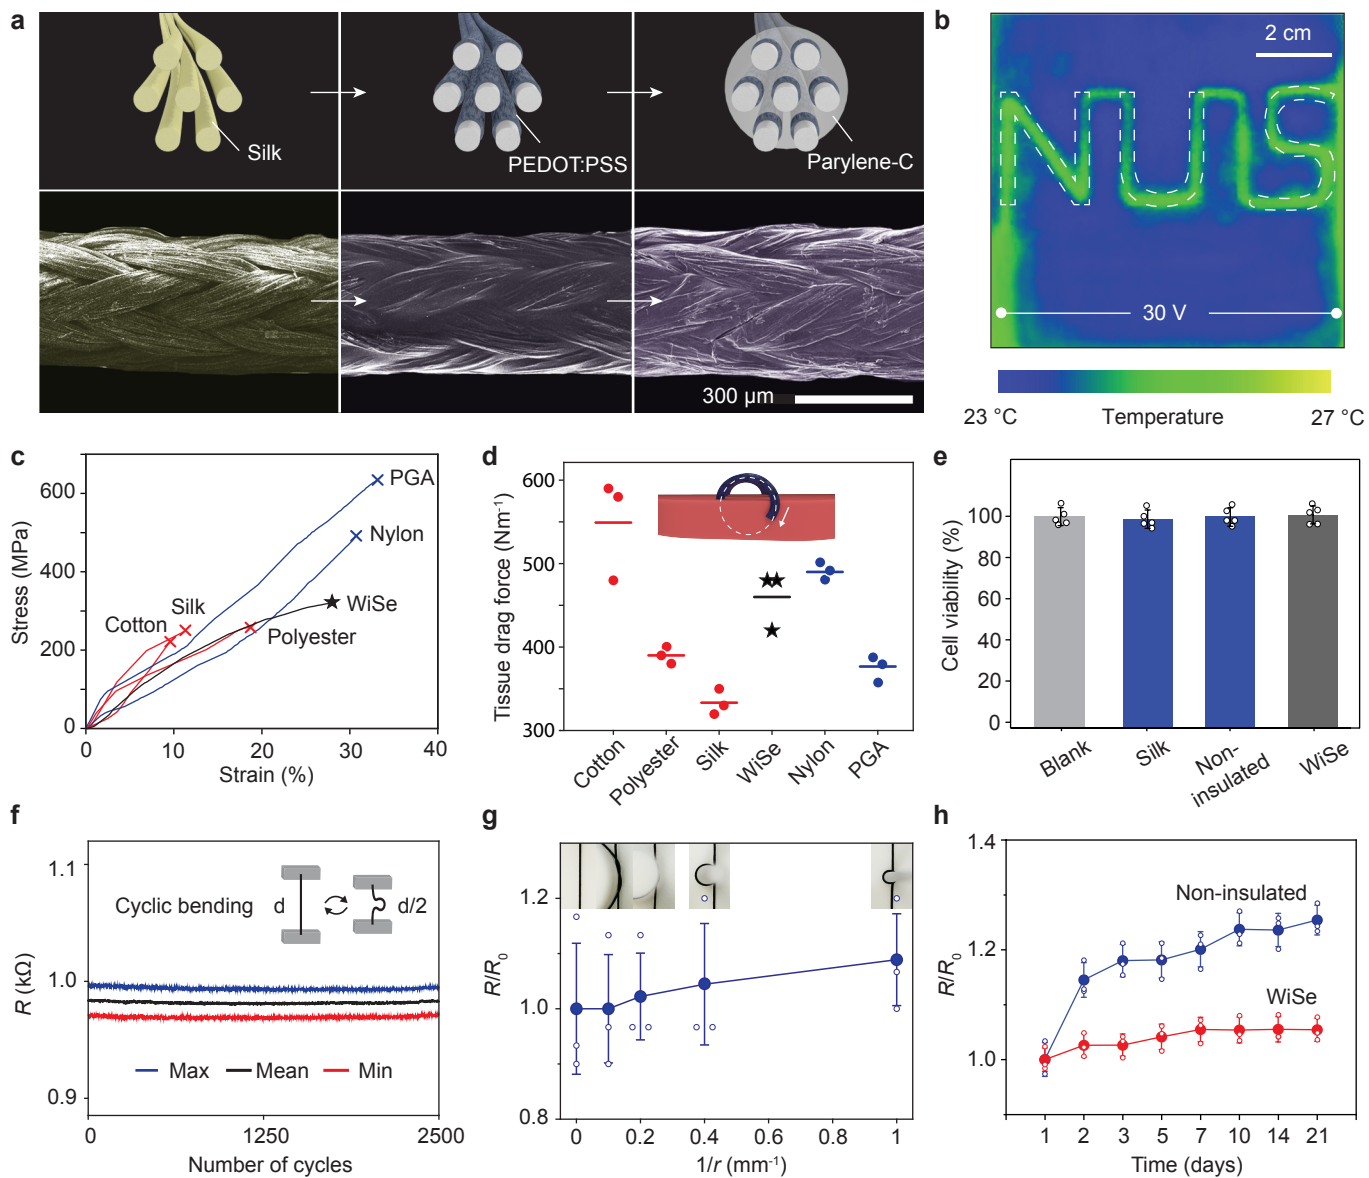 a
Silk
PEDOT:PSS
Parylene-C
300 µm
b
2 cm
NUS
30 V
23 °C
Temperature
27 °C
c
Stress (MPa)
600
400
200
0
PGA
Nylon
WiSe
Silk
Cotton
Polyester
0 10 20 30 40
Strain (%)
d
Tissue drag force (Nm⁻¹)
600
500
400
300
Cotton
Polyester
Silk
WiSe
Nylon
PGA
e
Cell viability (%)
100
80
60
40
20
0
Blank
Silk
Non-
insulated
WiSe
f
R (kΩ)
1.1
1.0
0.9
Cyclic bending
d
d/2
Max
Mean
Min
0 1250 2500
Number of cycles
g
R/R₀
1.2
1.0
0.8
0 0.2 0.4 0.6 0.8 1
1/r (mm⁻¹)
h
R/R₀
1.4
1.2
1.0
Non-insulated
WiSe
1 2 3 5 7 10 14 21
Time (days)